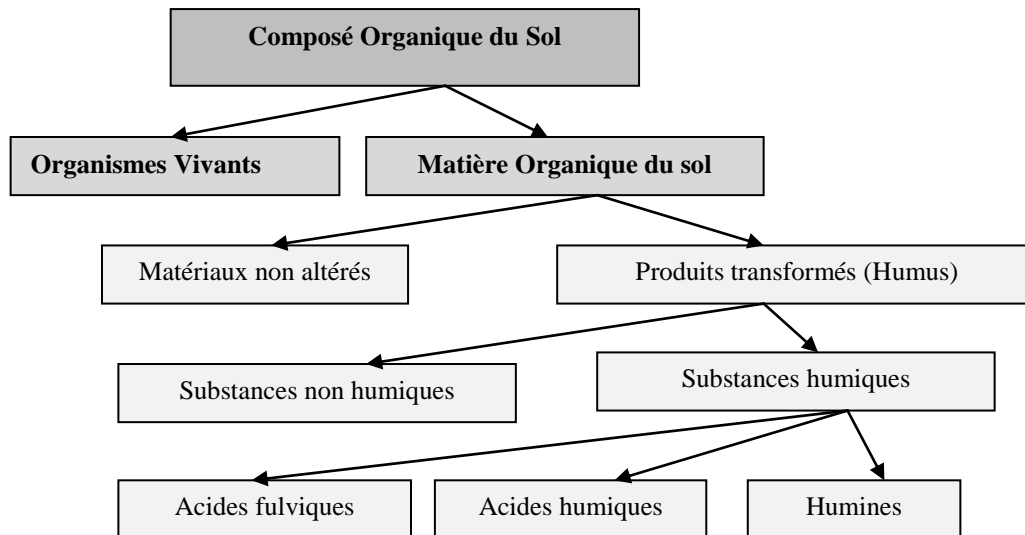 Composé Organique du Sol
Organismes Vivants
Matière Organique du sol
Matériaux non altérés
Produits transformés (Humus)
Substances non humiques
Substances humiques
Acides fulviques
Acides humiques
Humines